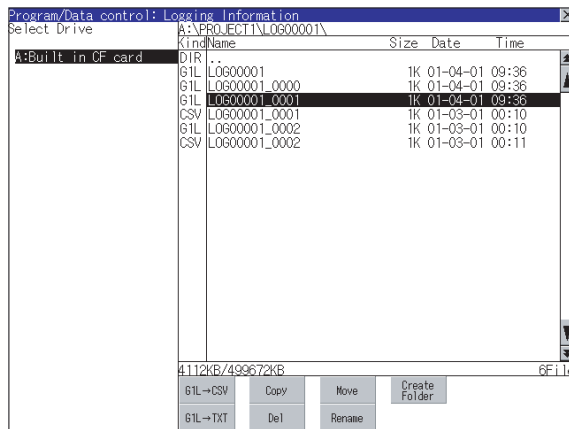 Program/Data control: Logging Information
Select Drive
A:\PROJECT1\LOG00001\
Kind Name Size Date Time
A:Built in CF card
DIR ..
G1L LOG00001 1K 01-04-01 09:36
G1L LOG00001_0000 1K 01-04-01 09:36
G1L LOG00001_0001 1K 01-04-01 09:36
CSV LOG00001_0001 1K 01-03-01 00:10
G1L LOG00001_0002 1K 01-03-01 00:10
CSV LOG00001_0002 1K 01-03-01 00:11
4112KB/499672KB 6File
G1L→CSV Copy Move Create Folder
G1L→TXT Del Rename